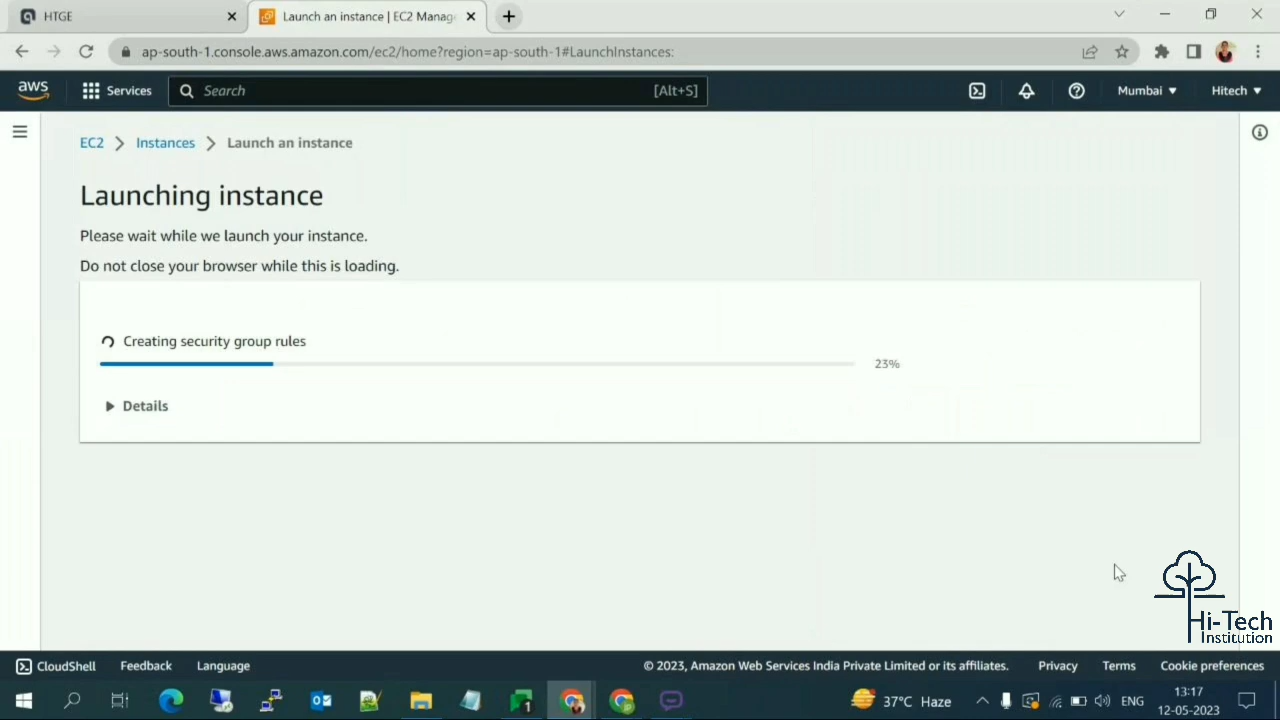 HTGE
Launch an instance | EC2 Manag
ap-south-1.console.aws.amazon.com/ec2/home?region=ap-south-1#LaunchInstances:
aws
Services
Search
[Alt+S]
Mumbai
Hitech
EC2
Instances
Launch an instance
Launching instance
Please wait while we launch your instance.
Do not close your browser while this is loading.
Creating security group rules
23%
Details
Hi-Tech
Institution
CloudShell
Feedback
Language
© 2023, Amazon Web Services India Private Limited or its affiliates.
Privacy
Terms
Cookie preferences
1
37°C Haze
ENG
13:17
12-05-2023